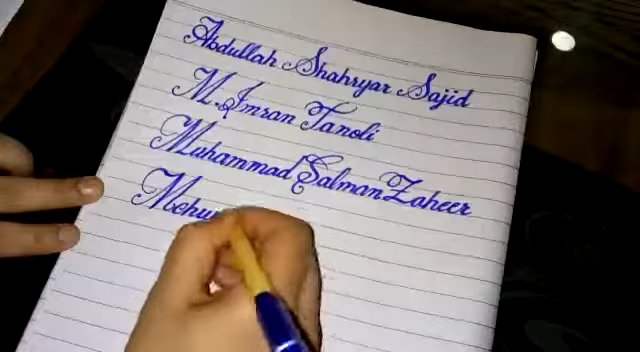 Abdullah Shahryar Sajid
M. Imran Tanoli
Muhammad Salman Zaheer